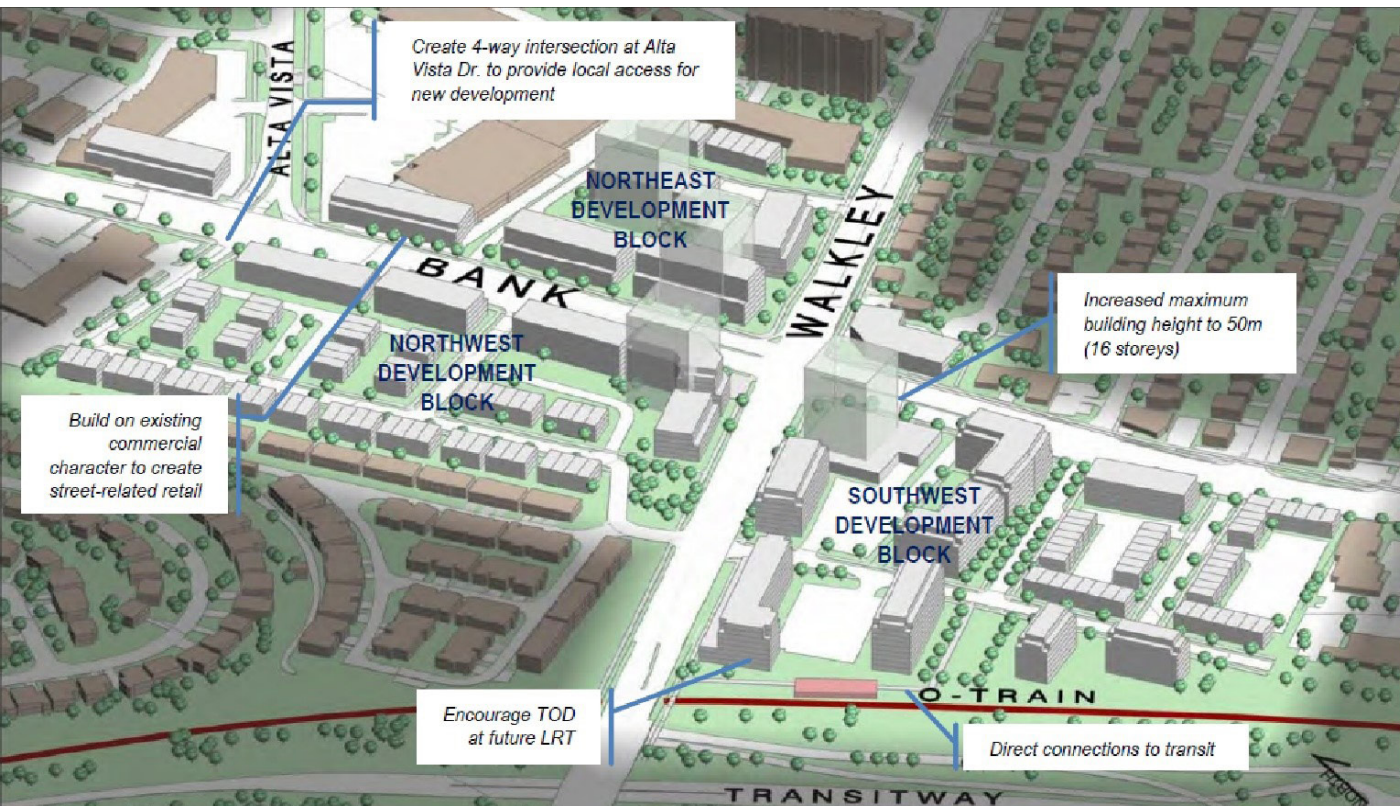 Create 4-way intersection at Alta
Vista Dr. to provide local access for
new development
ALTA VISTA
NORTHEAST
DEVELOPMENT
BLOCK
WALKLEY
BANK
Increased maximum
building height to 50m
(16 storeys)
NORTHWEST
DEVELOPMENT
BLOCK
Build on existing
commercial
character to create
street-related retail
SOUTHWEST
DEVELOPMENT
BLOCK
O-TRAIN
Encourage TOD
at future LRT
Direct connections to transit
TRANSITWAY